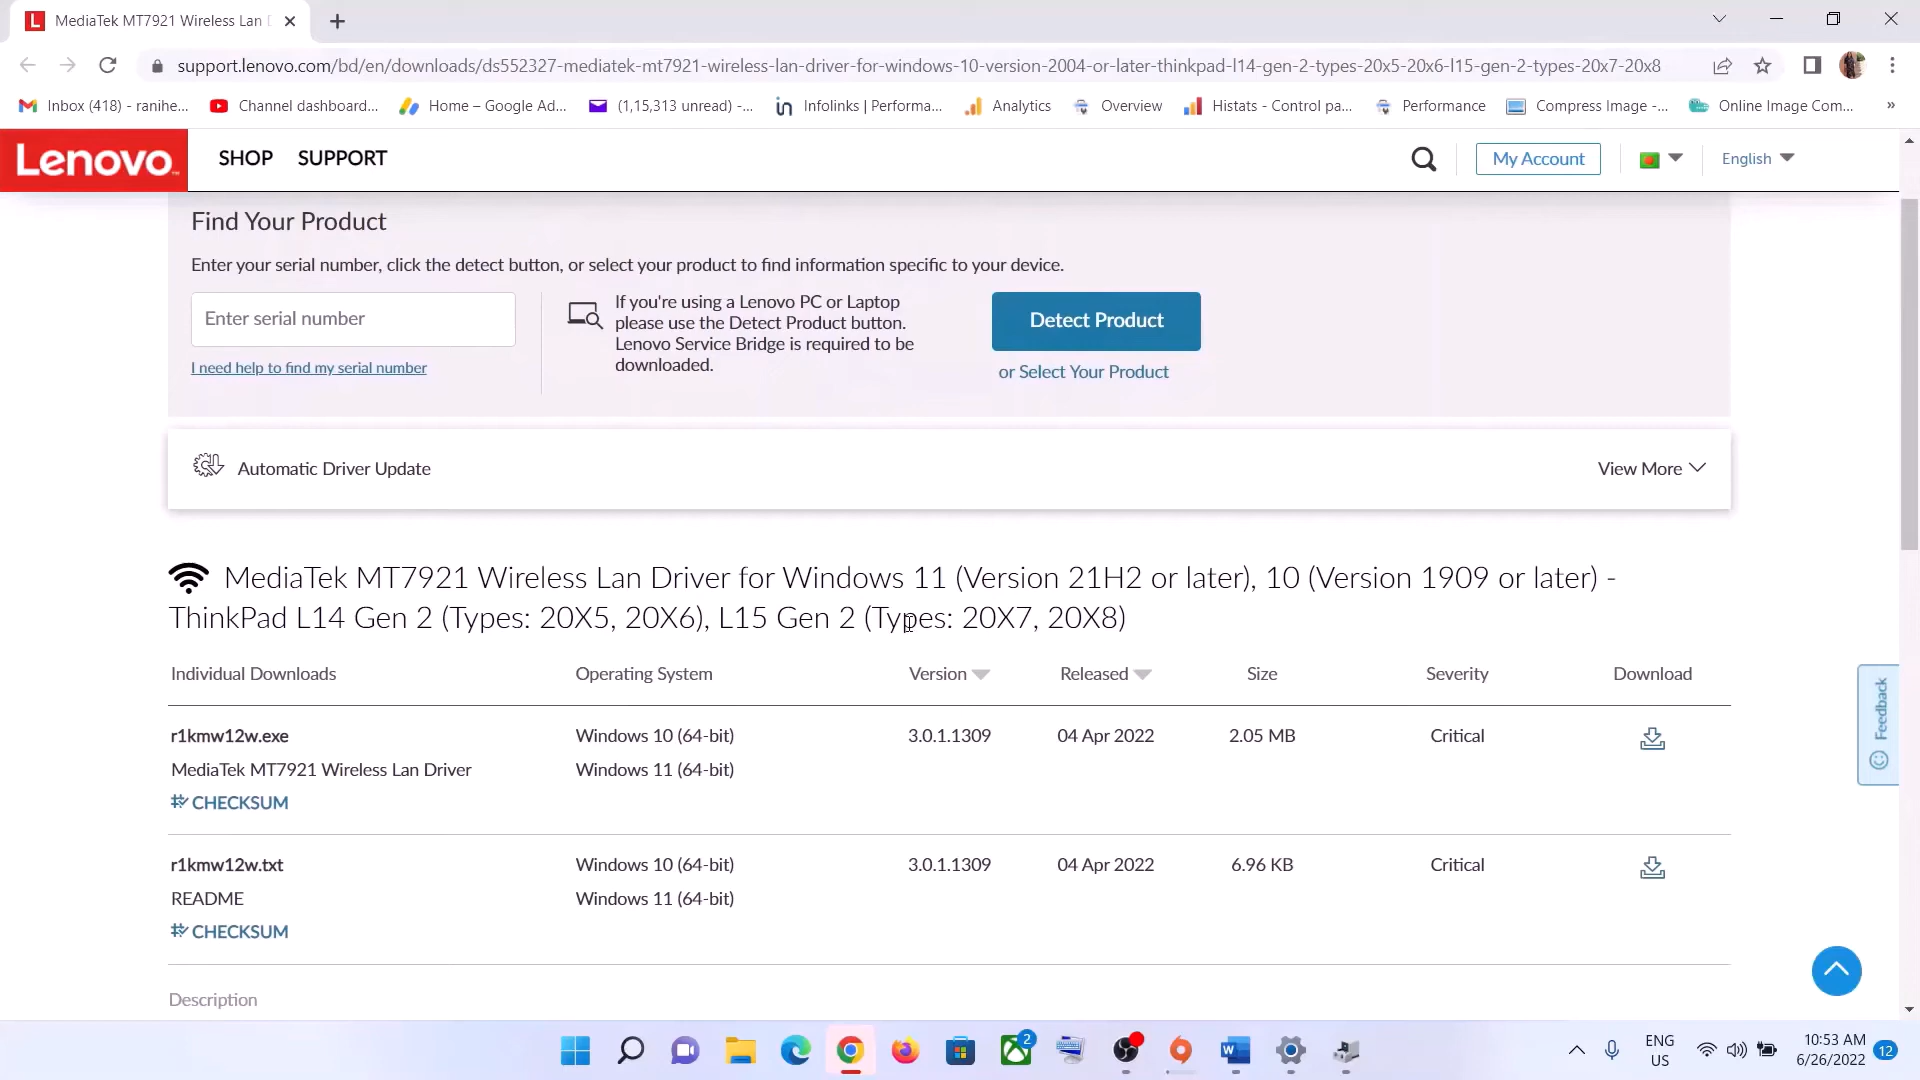 MediaTek MT7921 Wireless Lan D
support.lenovo.com/bd/en/downloads/ds552327-mediatek-mt7921-wireless-lan-driver-for-windows-10-version-2004-or-later-thinkpad-l14-gen-2-types-20x5-20x6-l15-gen-2-types-20x7-20x8
Inbox (418) - ranihe...
Channel dashboard...
Home – Google Ad...
(1,15,313 unread) -...
Infolinks | Performa...
Analytics
Overview
Histats - Control pa...
Performance
Compress Image -...
Online Image Com...
»
Lenovo
SHOP
SUPPORT
My Account
English
Find Your Product
Enter your serial number, click the detect button, or select your product to find information specific to your device.
Enter serial number
I need help to find my serial number
If you're using a Lenovo PC or Laptop
please use the Detect Product button.
Lenovo Service Bridge is required to be
downloaded.
Detect Product
or Select Your Product
Automatic Driver Update
View More
MediaTek MT7921 Wireless Lan Driver for Windows 11 (Version 21H2 or later), 10 (Version 1909 or later) -
ThinkPad L14 Gen 2 (Types: 20X5, 20X6), L15 Gen 2 (Types: 20X7, 20X8)
Individual Downloads Operating System Version Released Size Severity Download
r1kmw12w.exe Windows 10 (64-bit) 3.0.1.1309 04 Apr 2022 2.05 MB Critical
MediaTek MT7921 Wireless Lan Driver Windows 11 (64-bit)
CHECKSUM
r1kmw12w.txt Windows 10 (64-bit) 3.0.1.1309 04 Apr 2022 6.96 KB Critical
README Windows 11 (64-bit)
CHECKSUM
Description
Feedback
2
ENG
US
10:53 AM
6/26/2022
12